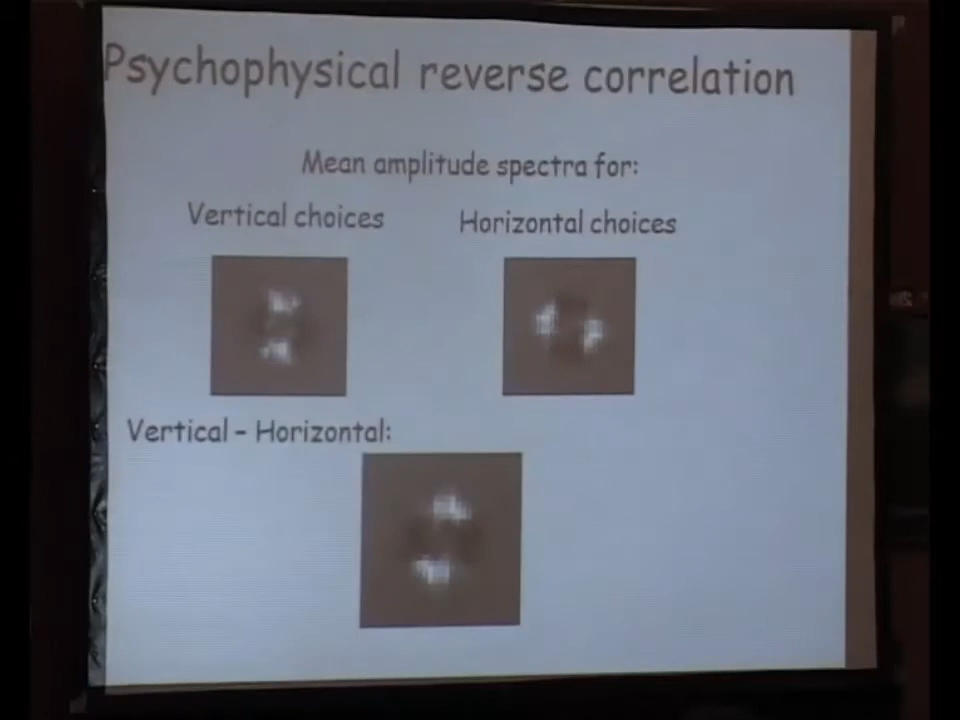 Psychophysical reverse correlation
Mean amplitude spectra for:
Vertical choices
Horizontal choices
Vertical – Horizontal: